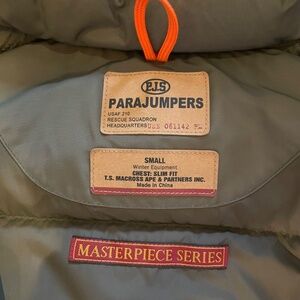 PJS
PARAJUMPERS
USAF 210
RESCUE SQUADRON
HEADQUARTERS
SMALL
Winter Equipment
CHEST: SLIM FIT
T.S. MACROSS APE & PARTNERS INC.
Made in China
MASTERPIECE SERIES